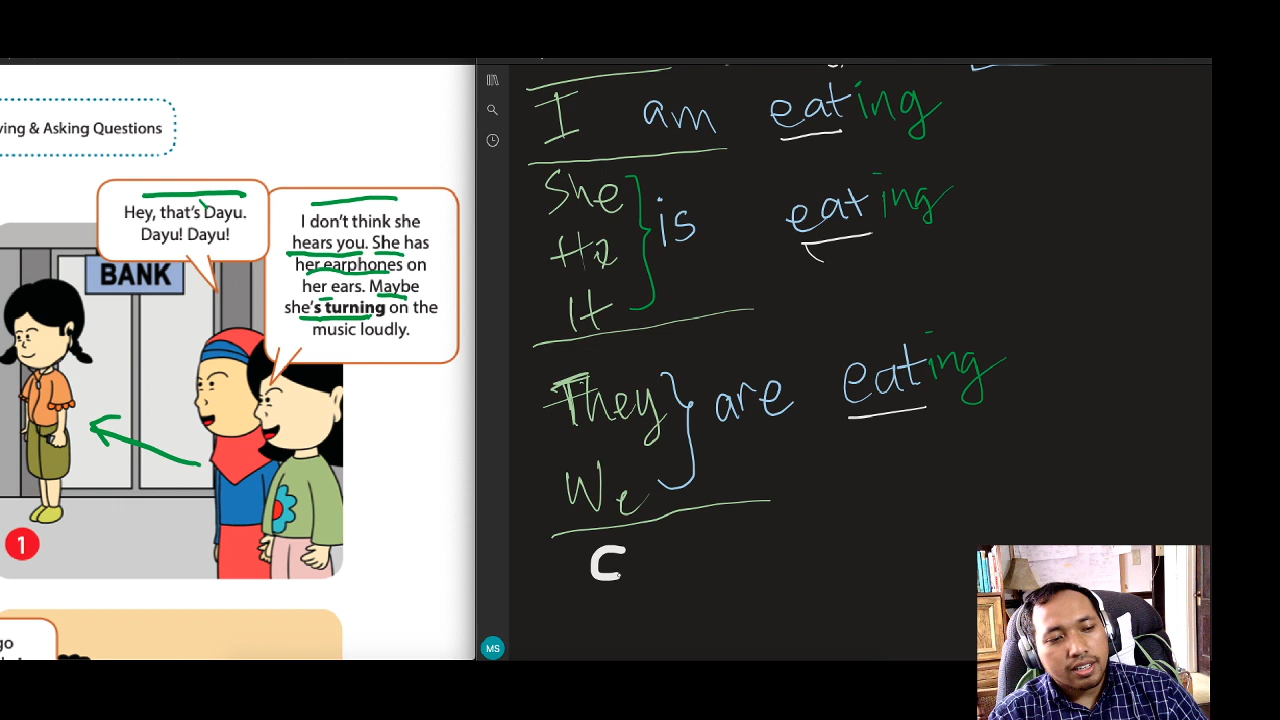 ving & Asking Questions
Hey, that's Dayu.
Dayu! Dayu!
I don't think she
hears you. She has
her earphones on
her ears. Maybe
she's turning on the
music loudly.
BANK
1
go
I am eating
She
He is eating
It
They are eating
We
C
MS